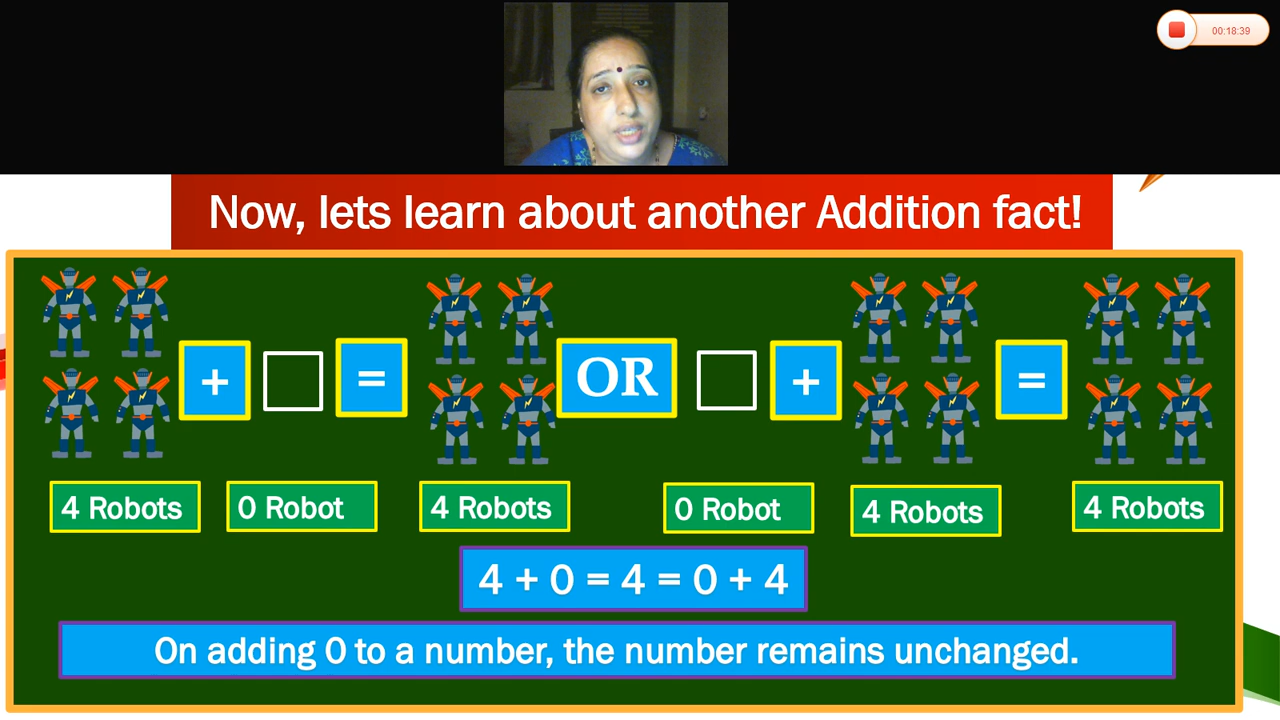 00:18:39
Now, lets learn about another Addition fact!
+ = OR + =
4 Robots 0 Robot 4 Robots 0 Robot 4 Robots 4 Robots
4 + 0 = 4 = 0 + 4
On adding 0 to a number, the number remains unchanged.